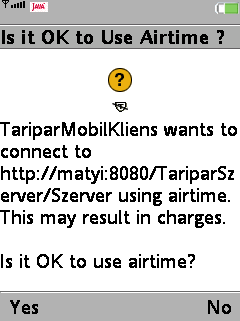 JAVA
Is it OK to Use Airtime ?
?
TariparMobilKliens wants to
connect to
http://matyi:8080/TariparSz
erver/Szerver using airtime.
This may result in charges.
Is it OK to use airtime?
Yes No